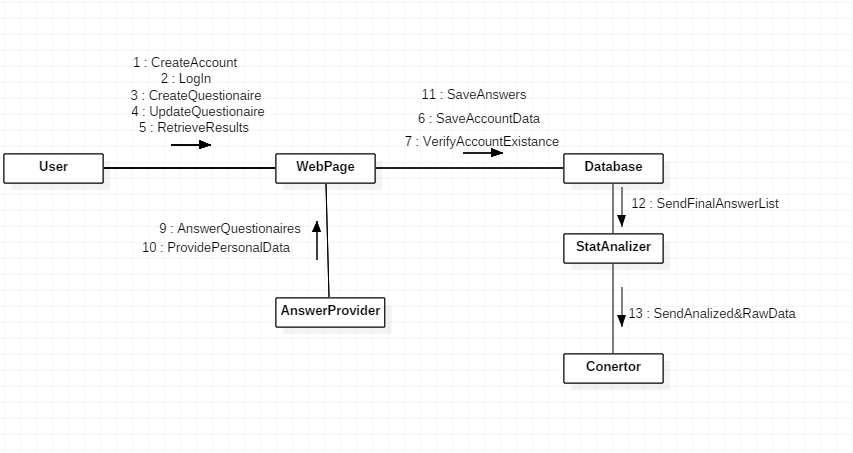 1 : CreateAccount
2 : LogIn
3 : CreateQuestionaire
4 : UpdateQuestionaire
5 : RetrieveResults
11 : SaveAnswers
6 : SaveAccountData
7 : VerifyAccountExistance
User
WebPage
Database
12 : SendFinalAnswerList
9 : AnswerQuestionaires
10 : ProvidePersonalData
StatAnalizer
AnswerProvider
13 : SendAnalized&RawData
Conertor